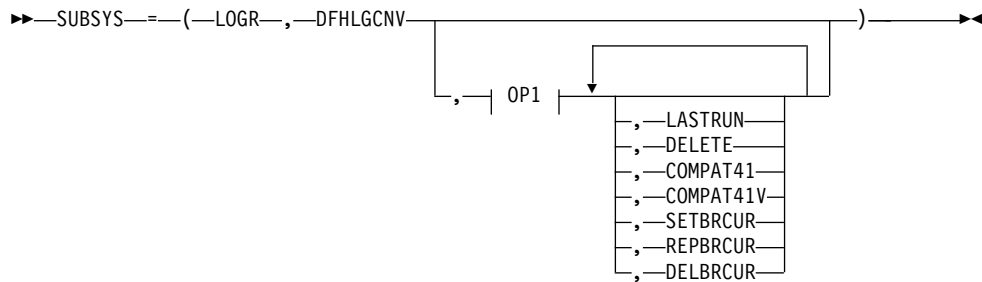 SUBSYS = ( LOGR , DFHLGCNV )
, OP1
, LASTRUN
, DELETE
, COMPAT41
, COMPAT41V
, SETBRCUR
, REPBRCUR
, DELBRCUR